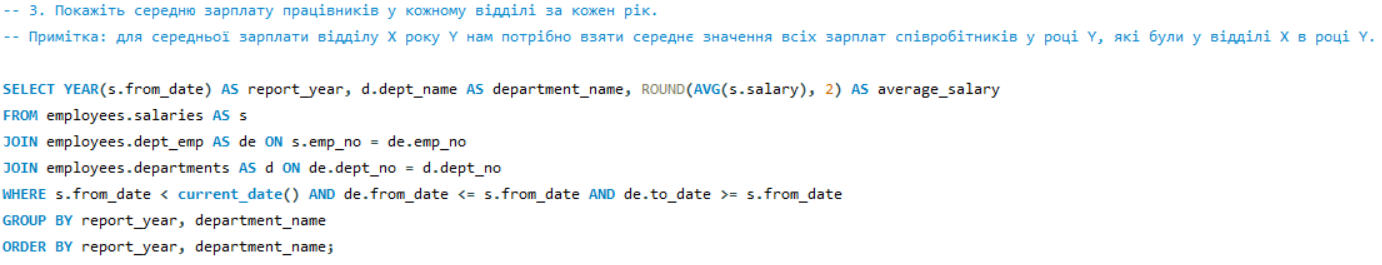 -- 3. Покажіть середню зарплату працівників у кожному відділі за кожен рік.
-- Примітка: для середньої зарплати відділу X року Y нам потрібно взяти середнє значення всіх зарплат співробітників у році Y, які були у відділі X в році Y.
SELECT YEAR(s.from_date) AS report_year, d.dept_name AS department_name, ROUND(AVG(s.salary), 2) AS average_salary
FROM employees.salaries AS s
JOIN employees.dept_emp AS de ON s.emp_no = de.emp_no
JOIN employees.departments AS d ON de.dept_no = d.dept_no
WHERE s.from_date < current_date() AND de.from_date <= s.from_date AND de.to_date >= s.from_date
GROUP BY report_year, department_name
ORDER BY report_year, department_name;